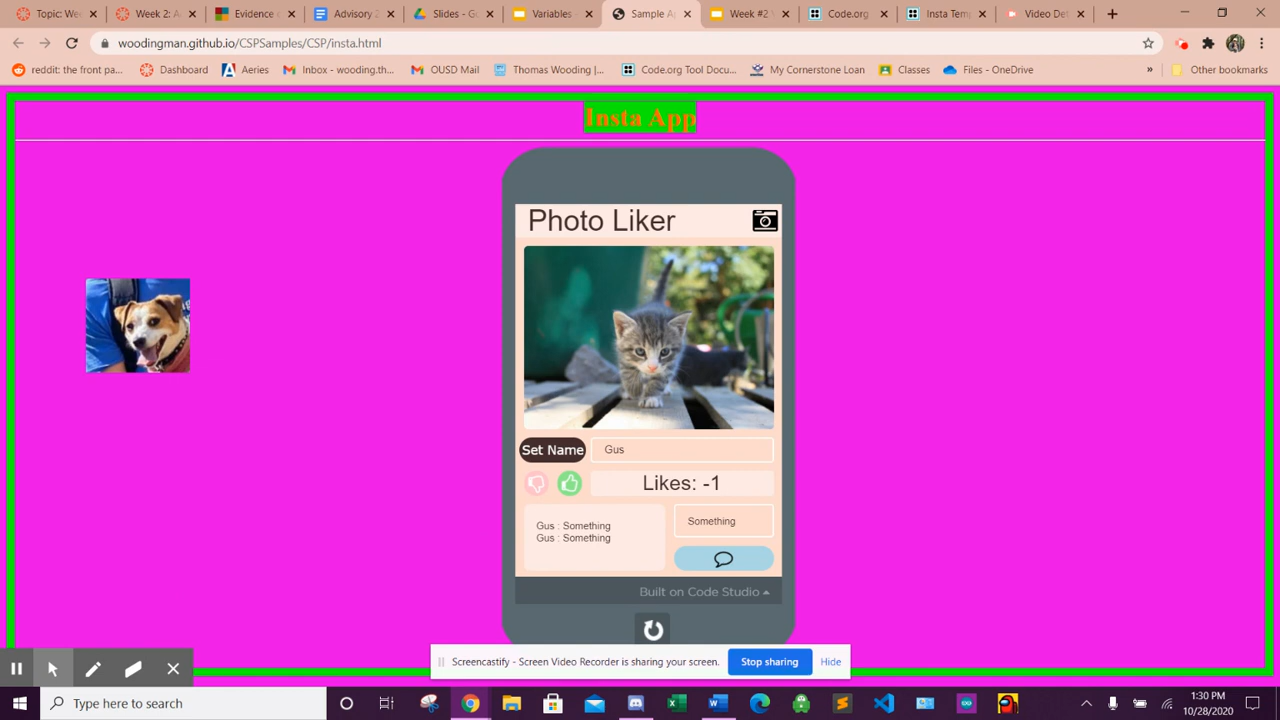 Topic: We
Week 2: A
Evidence
Advisory 2
Slides - G
Variables
Sample A
Week #2
Code.org
Insta Tem
Video De
woodingman.github.io/CSPSamples/CSP/insta.html
reddit: the front pa...
Dashboard
Aeries
Inbox - wooding.th...
OUSD Mail
Thomas Wooding |...
Code.org Tool Docu...
My Cornerstone Loan
Classes
Files - OneDrive
»
Other bookmarks
Insta App
Photo Liker
Set Name
Gus
Likes: -1
Gus : Something
Gus : Something
Something
Built on Code Studio
Screencastify - Screen Video Recorder is sharing your screen.
Stop sharing
Hide
Type here to search
1:30 PM
10/28/2020